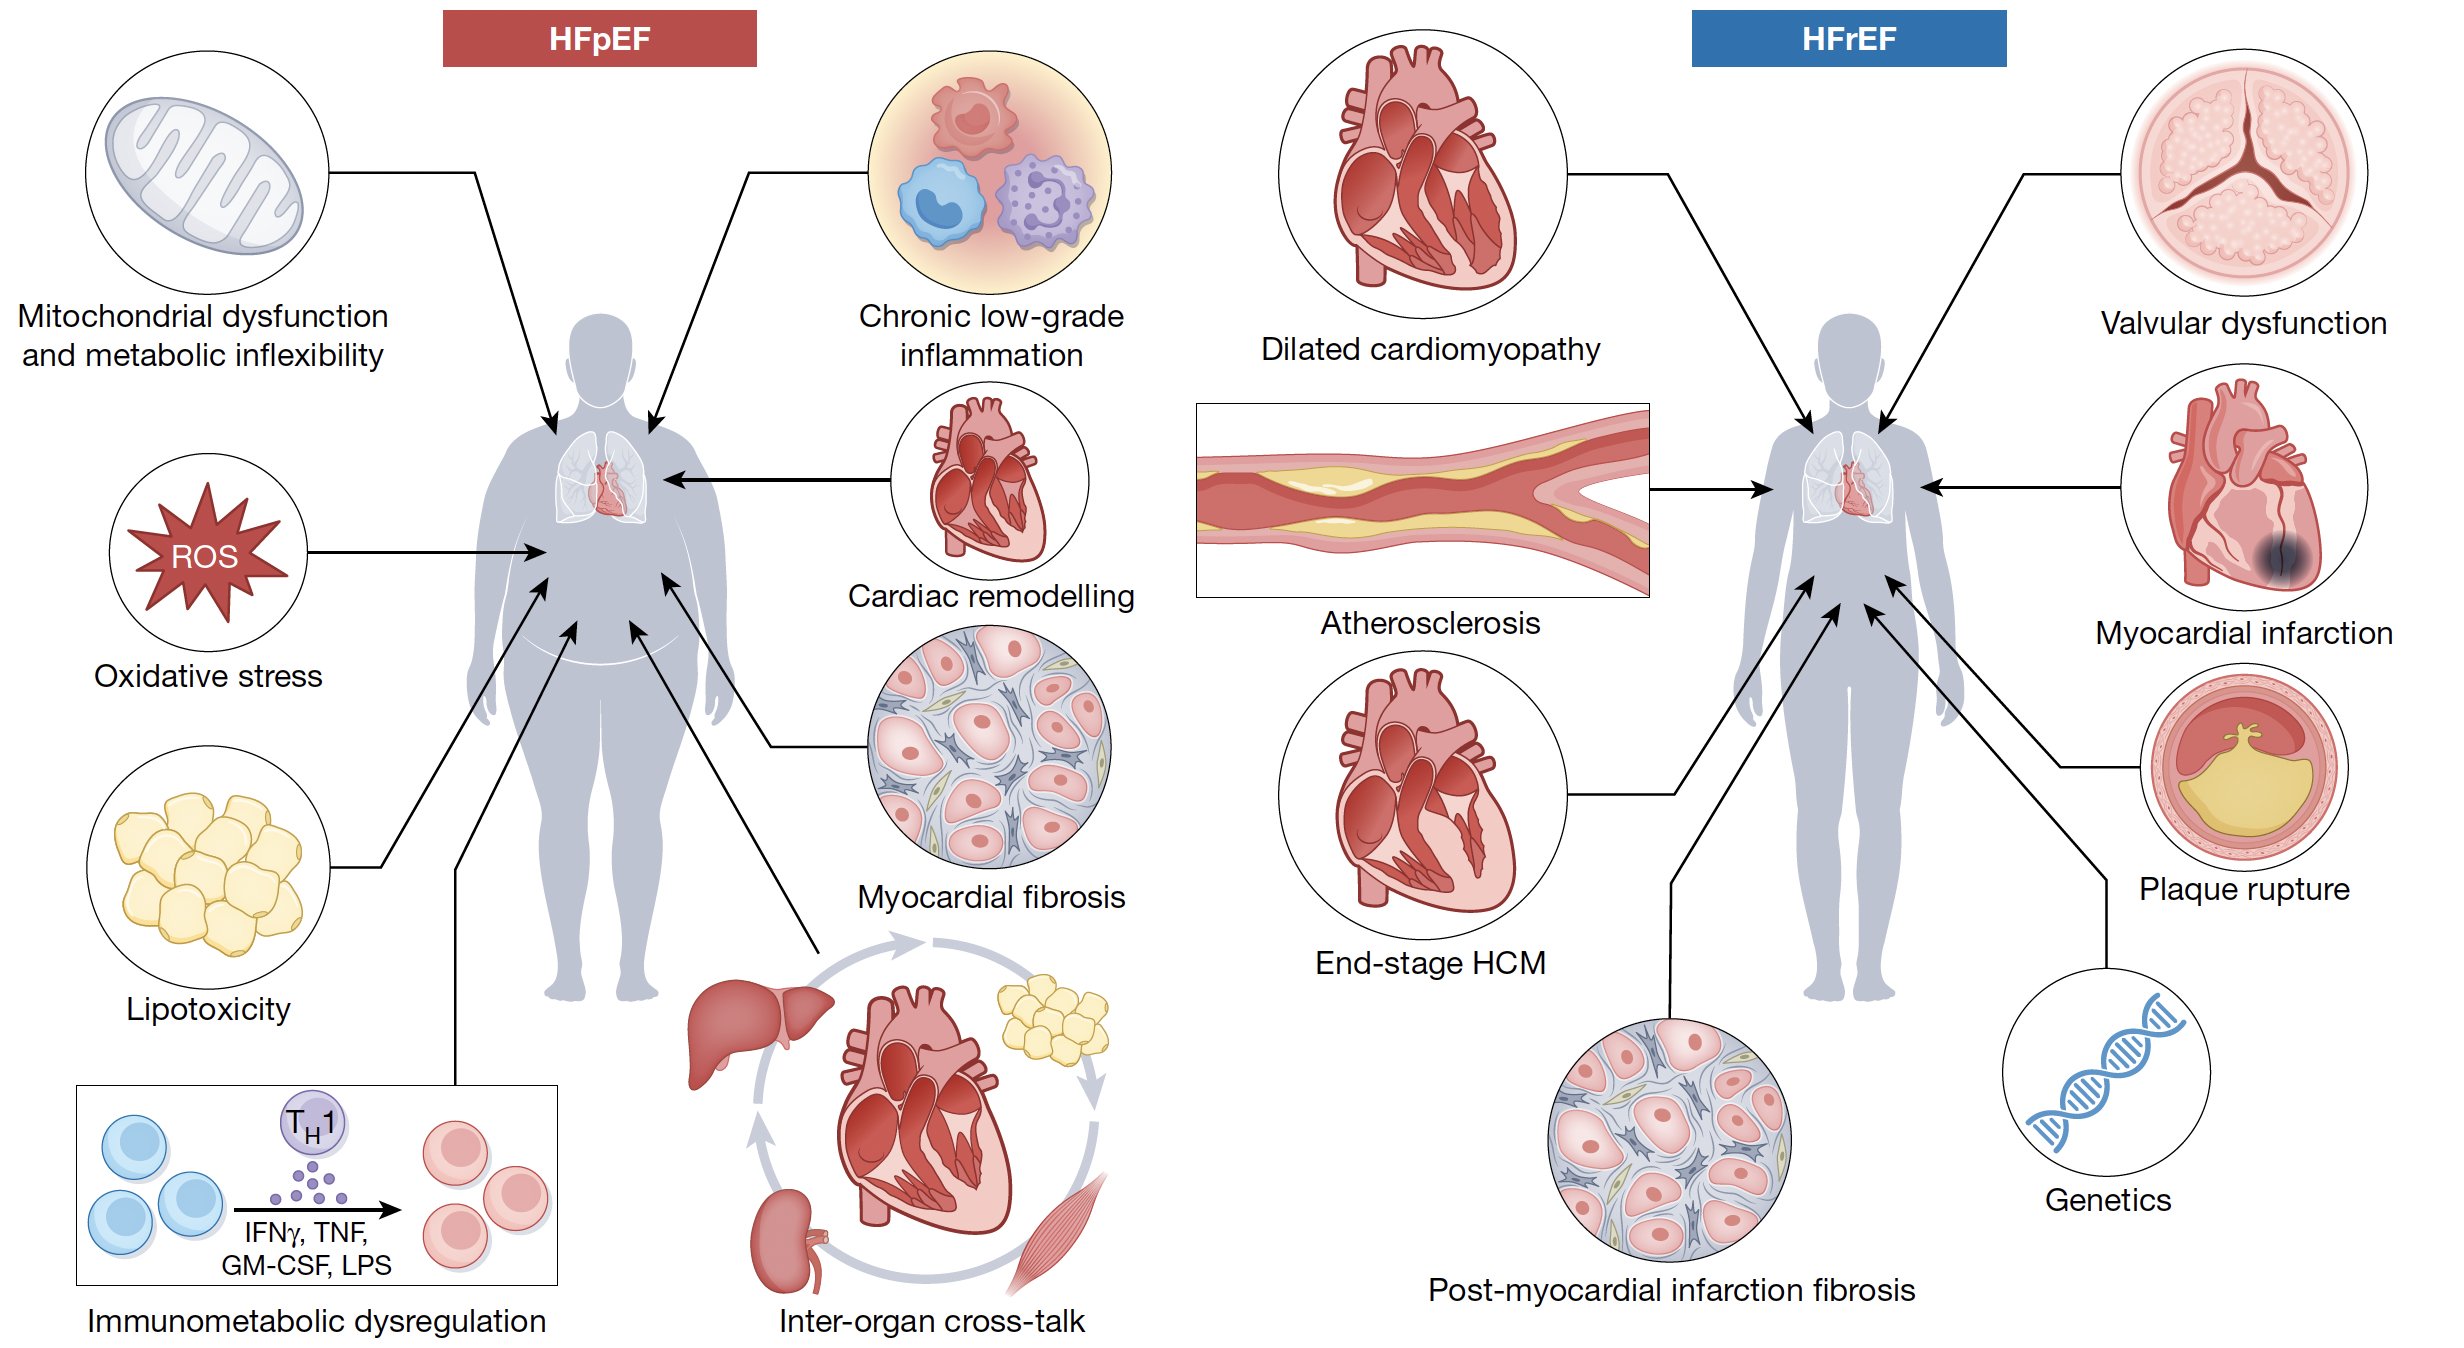 HFpEF
Mitochondrial dysfunction
and metabolic inflexibility
Chronic low-grade
inflammation
ROS
Oxidative stress
Cardiac remodelling
Lipotoxicity
Myocardial fibrosis
TH1
IFNγ, TNF,
GM-CSF, LPS
Immunometabolic dysregulation
Inter-organ cross-talk
HFrEF
Dilated cardiomyopathy
Valvular dysfunction
Atherosclerosis
Myocardial infarction
End-stage HCM
Plaque rupture
Post-myocardial infarction fibrosis
Genetics